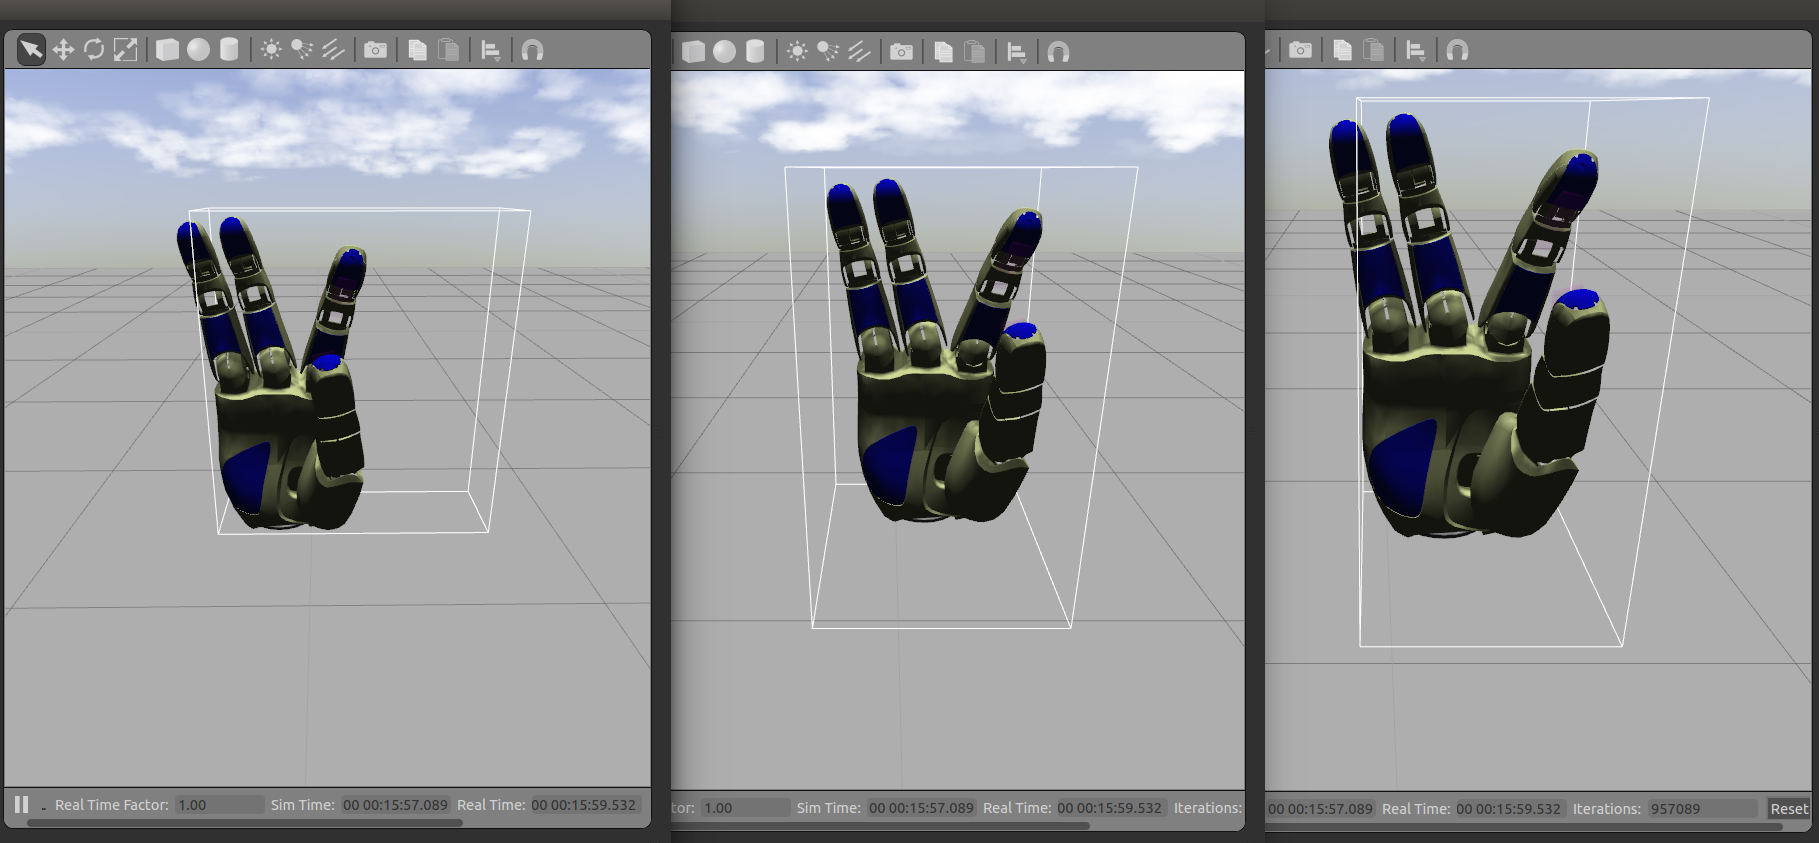 Real Time Factor: 1.00 Sim Time: 00 00:15:57.089 Real Time: 00 00:15:59.532
tor: 1.00 Sim Time: 00 00:15:57.089 Real Time: 00 00:15:59.532 Iterations:
00 00:15:57.089 Real Time: 00 00:15:59.532 Iterations: 957089 Reset